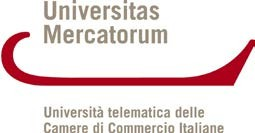 Universitas
Mercatorum
Università telematica delle
Camere di Commercio Italiane